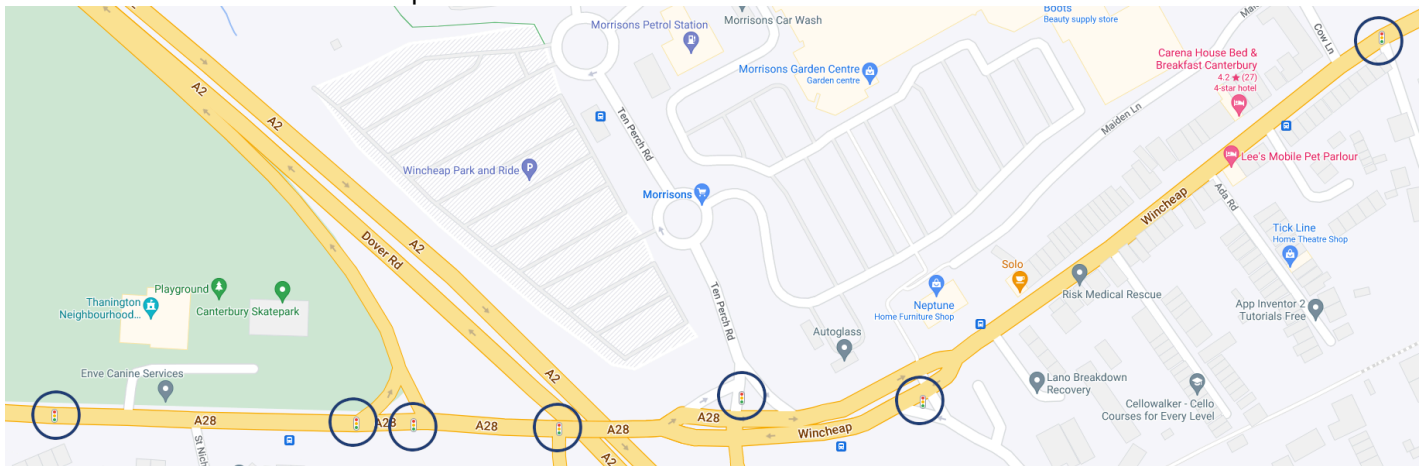 Morrisons Petrol Station
Morrisons Car Wash
Boots
Beauty supply store
Cow Ln
Carena House Bed &
Breakfast Canterbury
4.2 ★ (27)
4-star hotel
Morrisons Garden Centre
Garden centre
A2
A2
Ten Perch Rd
Maiden Ln
Wincheap Park and Ride
P
Lee's Mobile Pet Parlour
Morrisons
Wincheap
Ada Rd
A2
Dover Rd
Tick Line
Home Theatre Shop
Playground
Thanington
Neighbourhood...
Canterbury Skatepark
Solo
Risk Medical Rescue
Neptune
Home Furniture Shop
Ten Perch Rd
App Inventor 2
Tutorials Free
Autoglass
A2
Enve Canine Services
Lano Breakdown
Recovery
Cellowalker - Cello
Courses for Every Level
A28
A28
A28
A28
A28
Wincheap
St Nich
A2